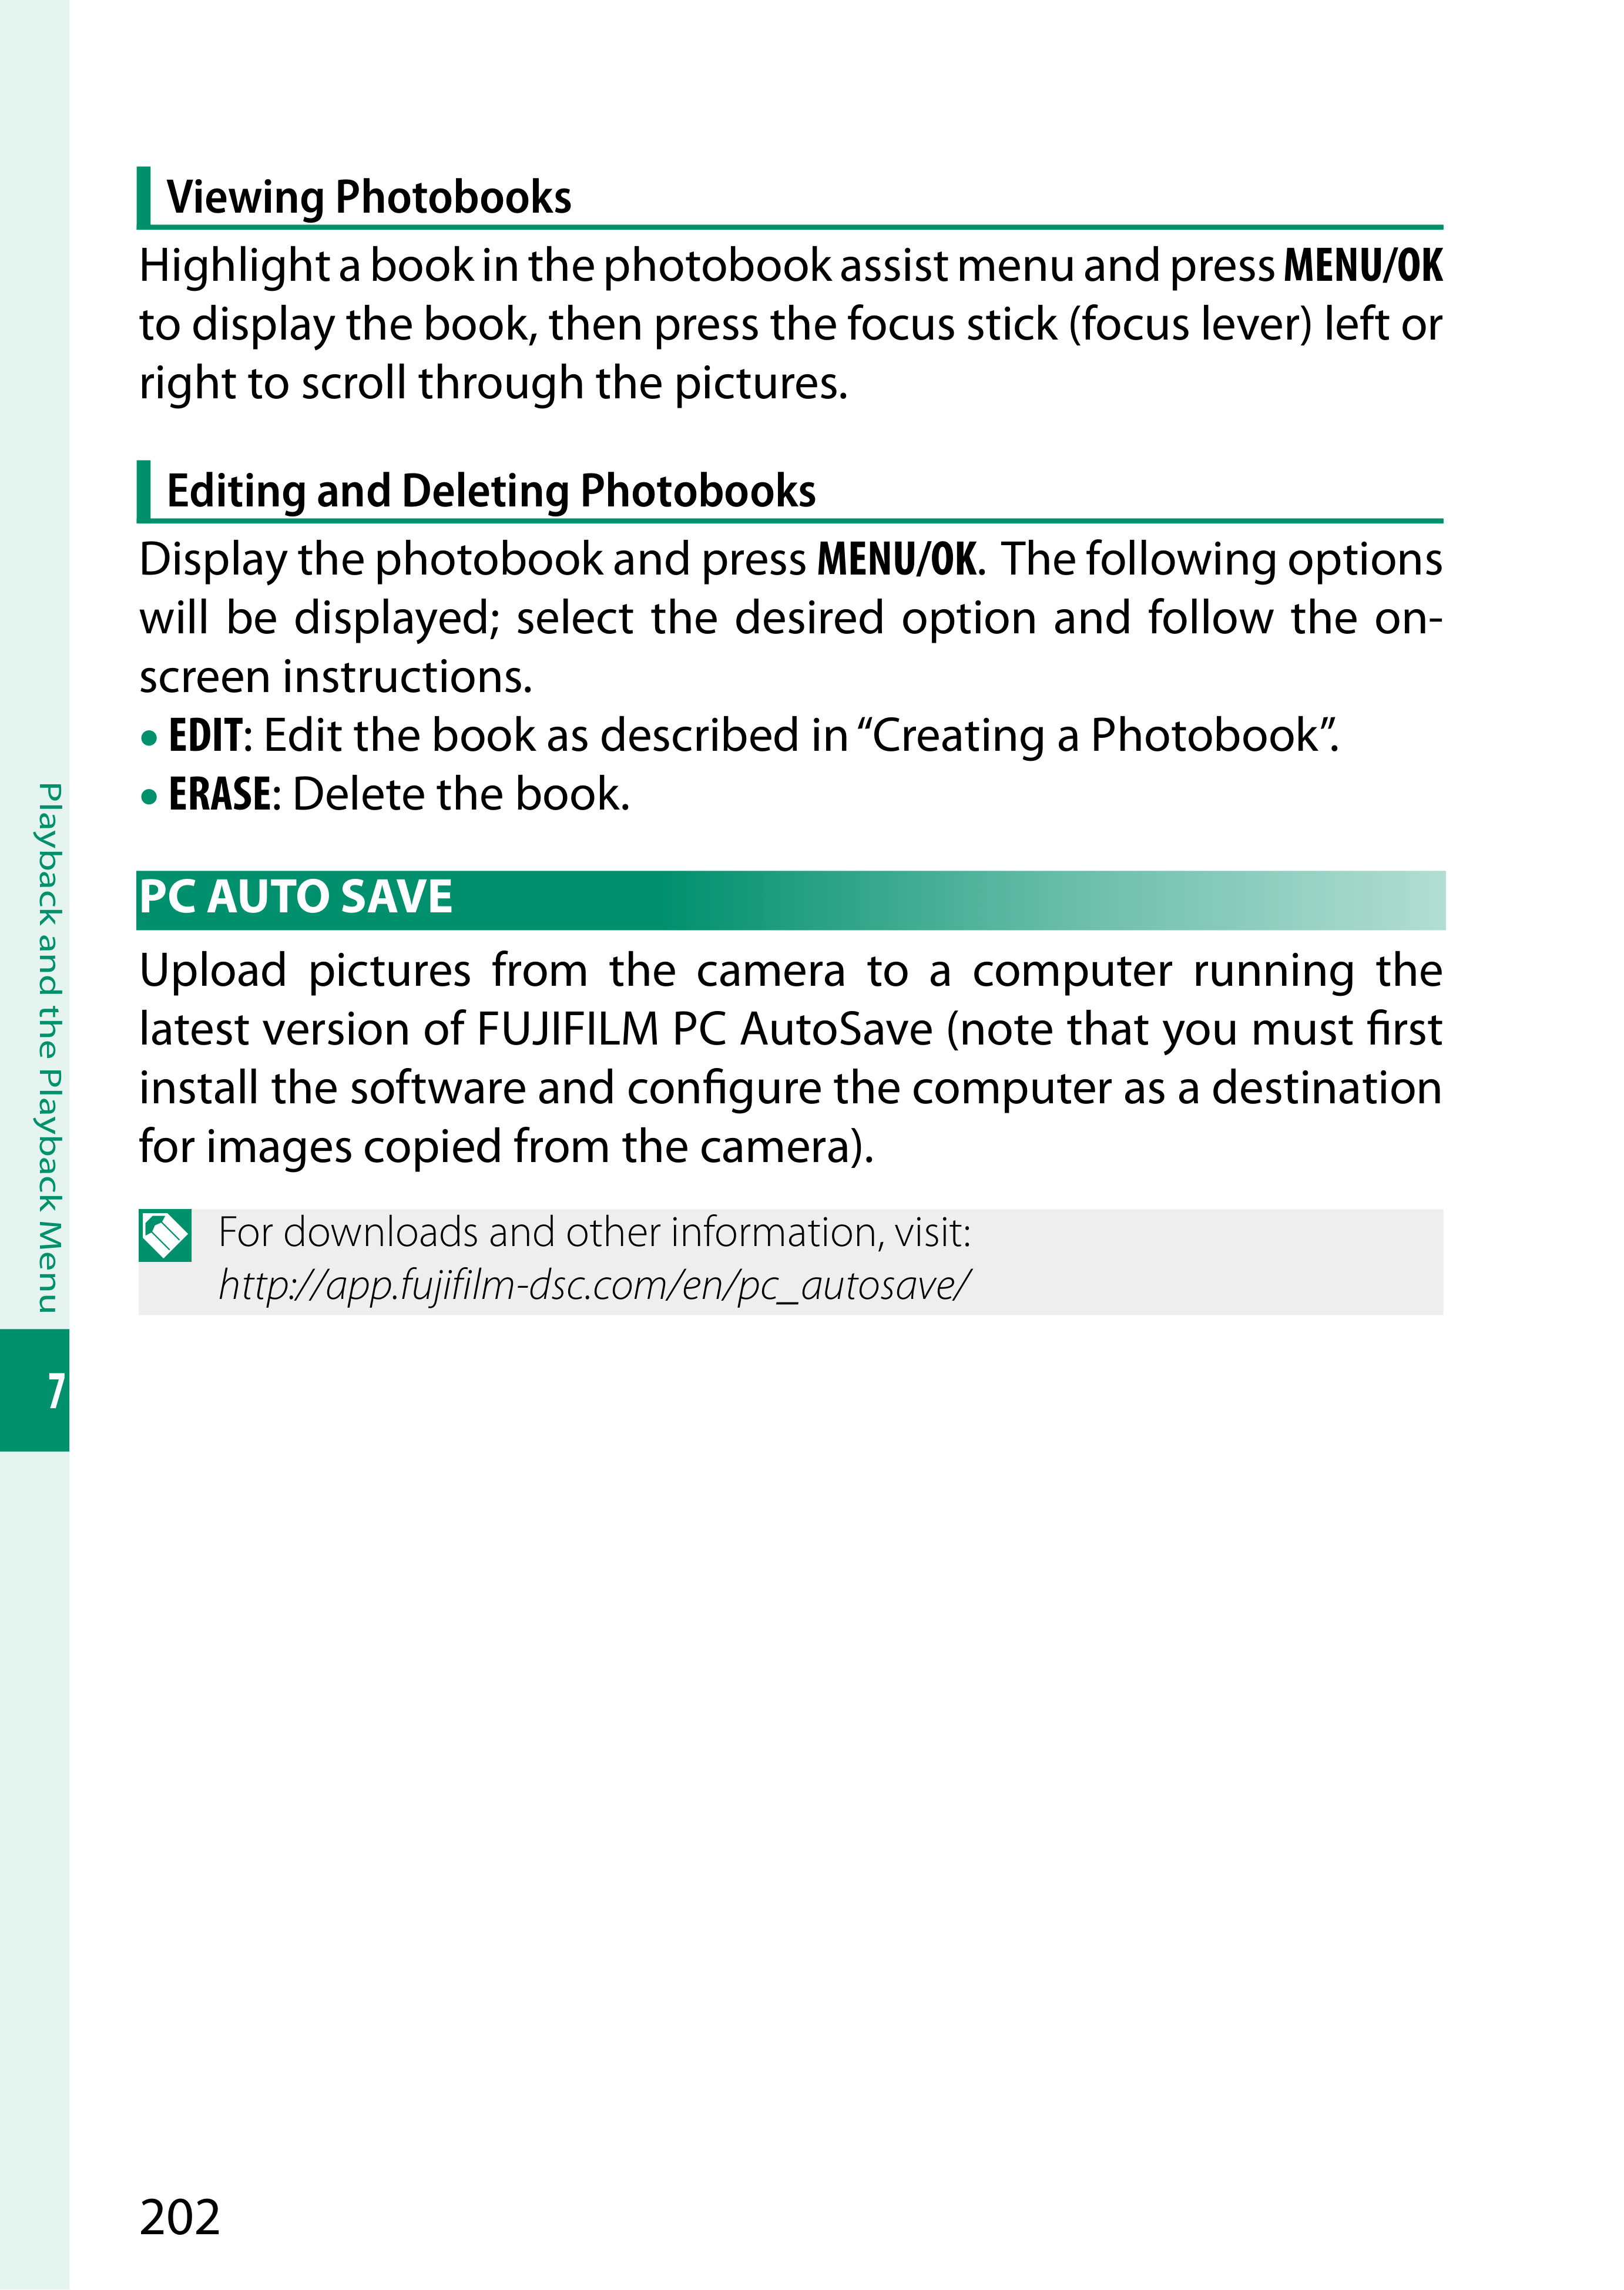 Viewing Photobooks
Highlight a book in the photobook assist menu and press MENU/OK
to display the book, then press the focus stick (focus lever) left or
right to scroll through the pictures.
Editing and Deleting Photobooks
Display the photobook and press MENU/OK. The following options
will be displayed; select the desired option and follow the on-
screen instructions.
• EDIT: Edit the book as described in “Creating a Photobook”.
• ERASE: Delete the book.
PC AUTO SAVE
Upload pictures from the camera to a computer running the
latest version of FUJIFILM PC AutoSave (note that you must first
install the software and configure the computer as a destination
for images copied from the camera).
For downloads and other information, visit:
http://app.fujifilm-dsc.com/en/pc_autosave/
Playback and the Playback Menu
7
202